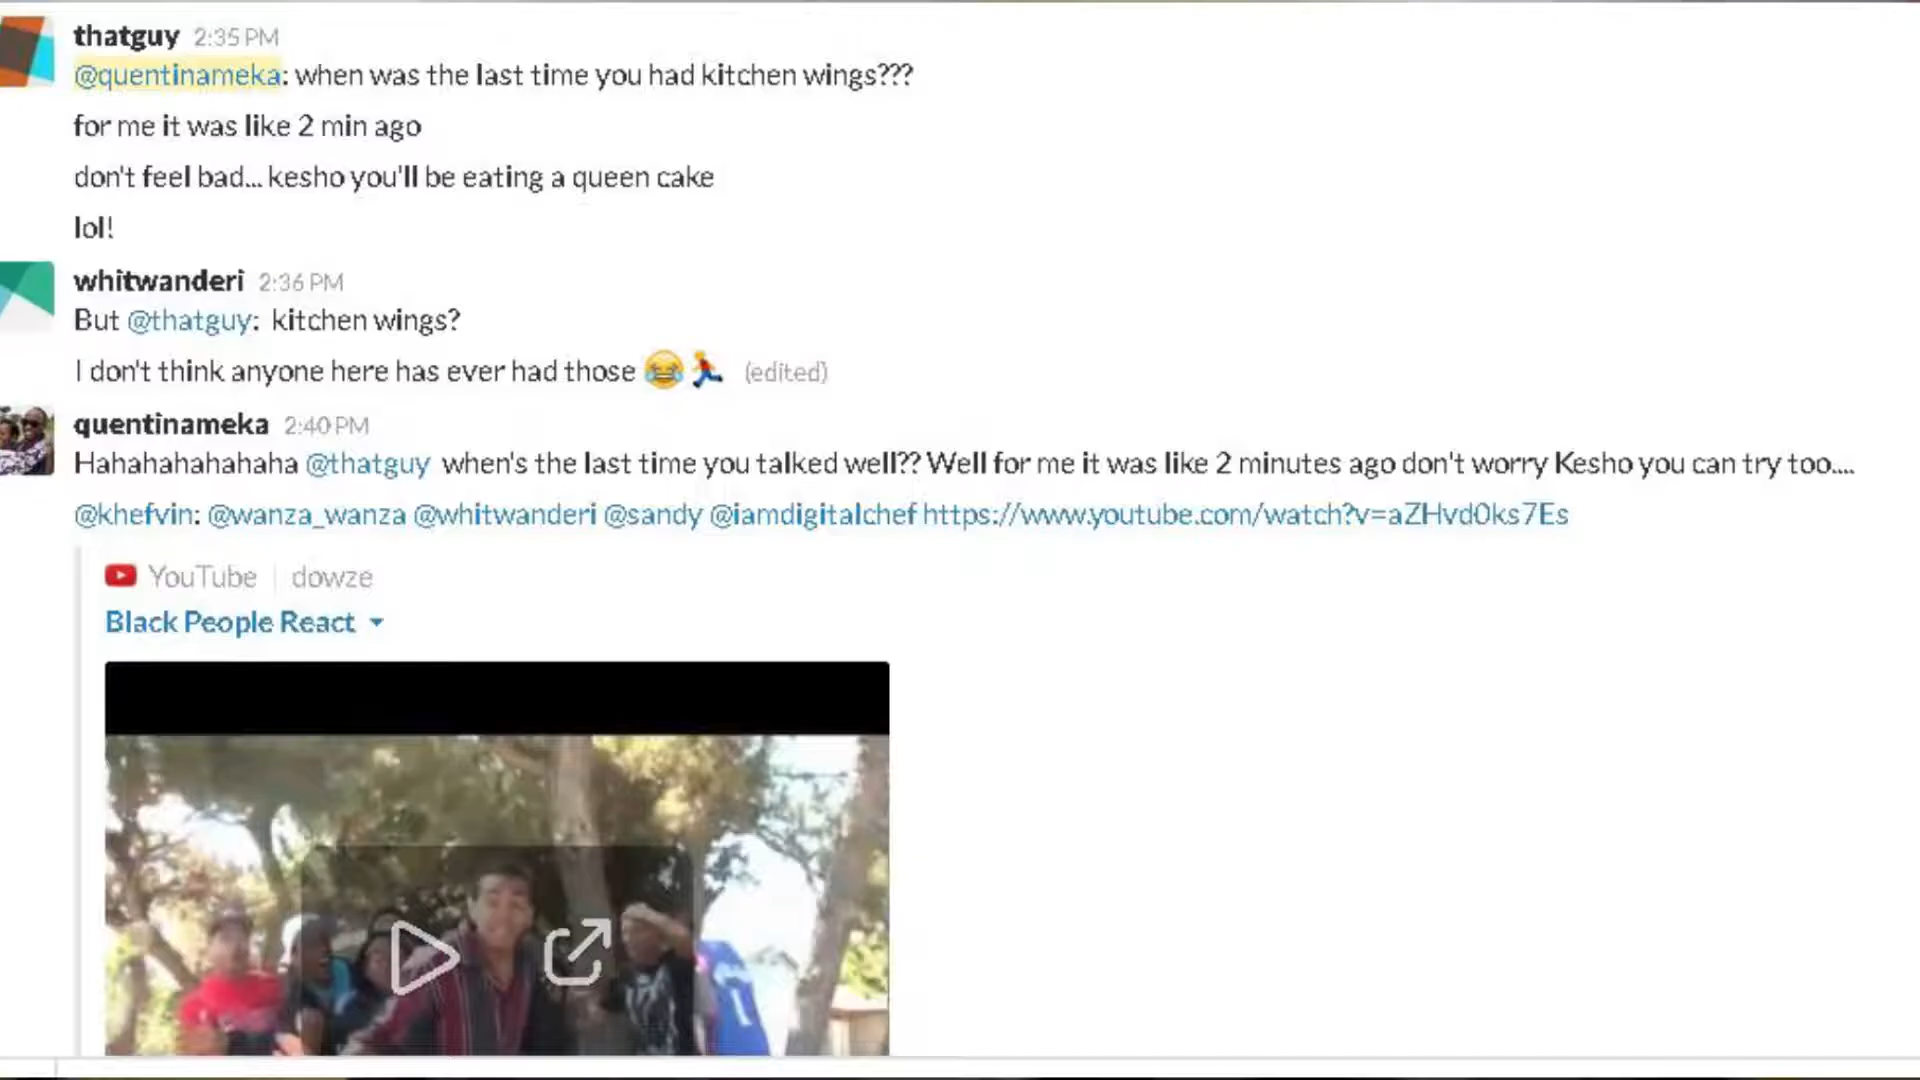 thatguy 2:35 PM
@quentinameka: when was the last time you had kitchen wings???
for me it was like 2 min ago
don't feel bad... kesho you'll be eating a queen cake
lol!
whitwanderi 2:36 PM
But @thatguy: kitchen wings?
I don't think anyone here has ever had those 😂🏃 (edited)
quentinameka 2:40 PM
Hahahahahahaha @thatguy when's the last time you talked well?? Well for me it was like 2 minutes ago don't worry Kesho you can try too....
@khefvin: @wanza_wanza @whitwanderi @sandy @iamdigitalchef https://www.youtube.com/watch?v=aZHvd0ks7Es
YouTube dowze
Black People React
1